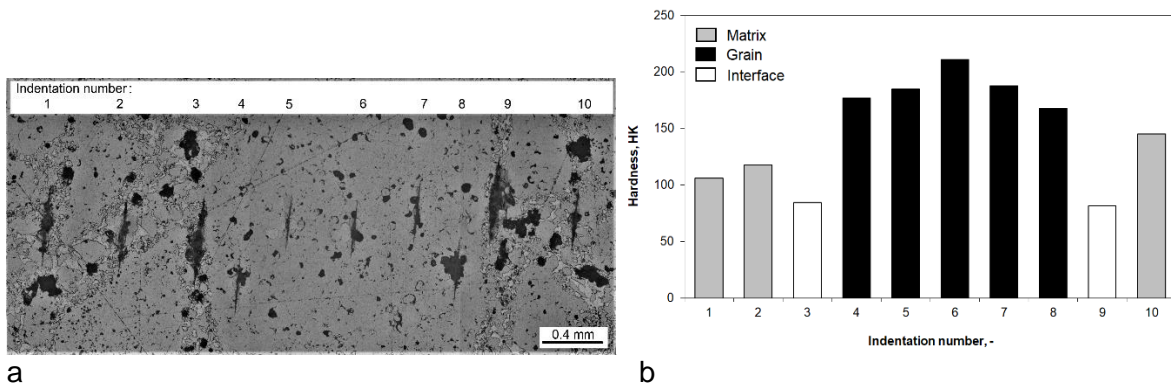 Indentation number:
1 2 3 4 5 6 7 8 9 10
0.4 mm
a
250
200
150
100
50
0
Hardness, HK
Matrix
Grain
Interface
1 2 3 4 5 6 7 8 9 10
Indentation number, -
b